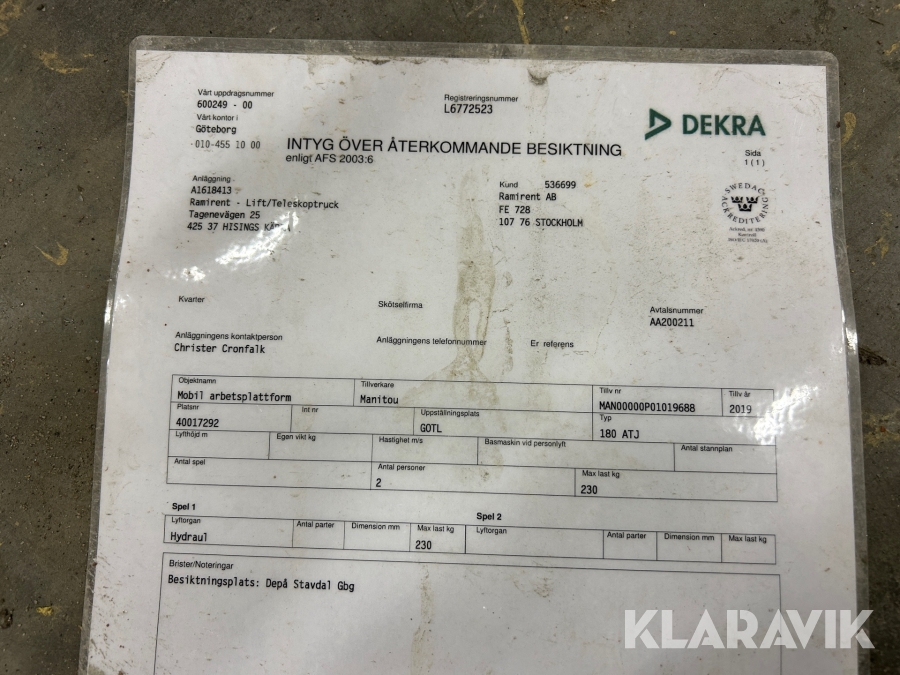 Vårt uppdragsnummer
600249 - 00
Vårt kontor i
Göteborg
010-455 10 00
Registreringsnummer
L6772523
DEKRA
INTYG ÖVER ÅTERKOMMANDE BESIKTNING
enligt AFS 2003:6
Sida
1 (1)
Anläggning
A1618413
Ramirent - Lift/Teleskoptruck
Tagenevägen 25
425 37 HISINGS
Kund 536699
Ramirent AB
FE 728
107 76 STOCKHOLM
SWEDAC
ACKREDITERING
Kvarter
Skötselfirma
Avtalsnummer
AA200211
Anläggningens kontaktperson
Christer Cronfalk
Anläggningens telefonnummer
Er referens
Objektnamn
Mobil arbetsplattform
Tillverkare
Manitou
Tillv nr
MAN00000P01019688
Tillv år
2019
Platsnr
40017292
Int nr
Uppställningsplats
GOTL
Typ
180 ATJ
Lyfthöjd m
Egen vikt kg
Hastighet m/s
Basmaskin vid personlyft
Antal stannplan
Antal spel
Antal personer
2
Max last kg
230
Spel 1
Spel 2
Lyftorgan
Hydraul
Antal parter
Dimension mm
Max last kg
230
Lyftorgan
Antal parter
Dimension mm
Max last kg
Brister/Noteringar
Besiktningsplats: Depå Stavdal Gbg
KLARAVIK